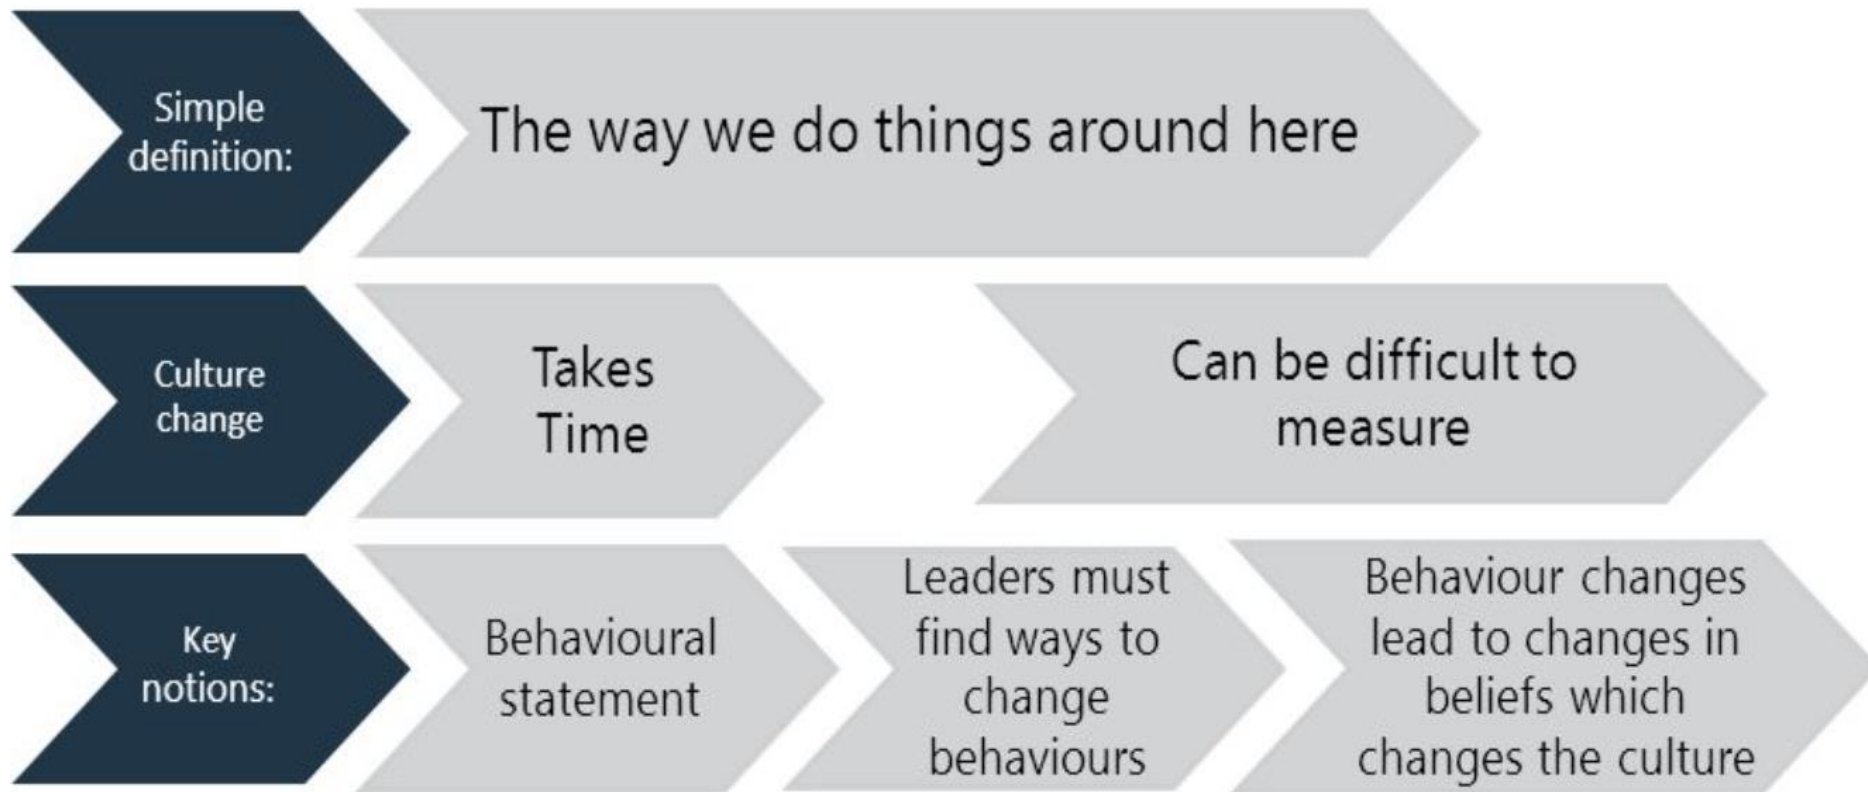 Simple
definition:
The way we do things around here
Culture
change
Takes
Time
Can be difficult to
measure
Key
notions:
Behavioural
statement
Leaders must
find ways to
change
behaviours
Behaviour changes
lead to changes in
beliefs which
changes the culture